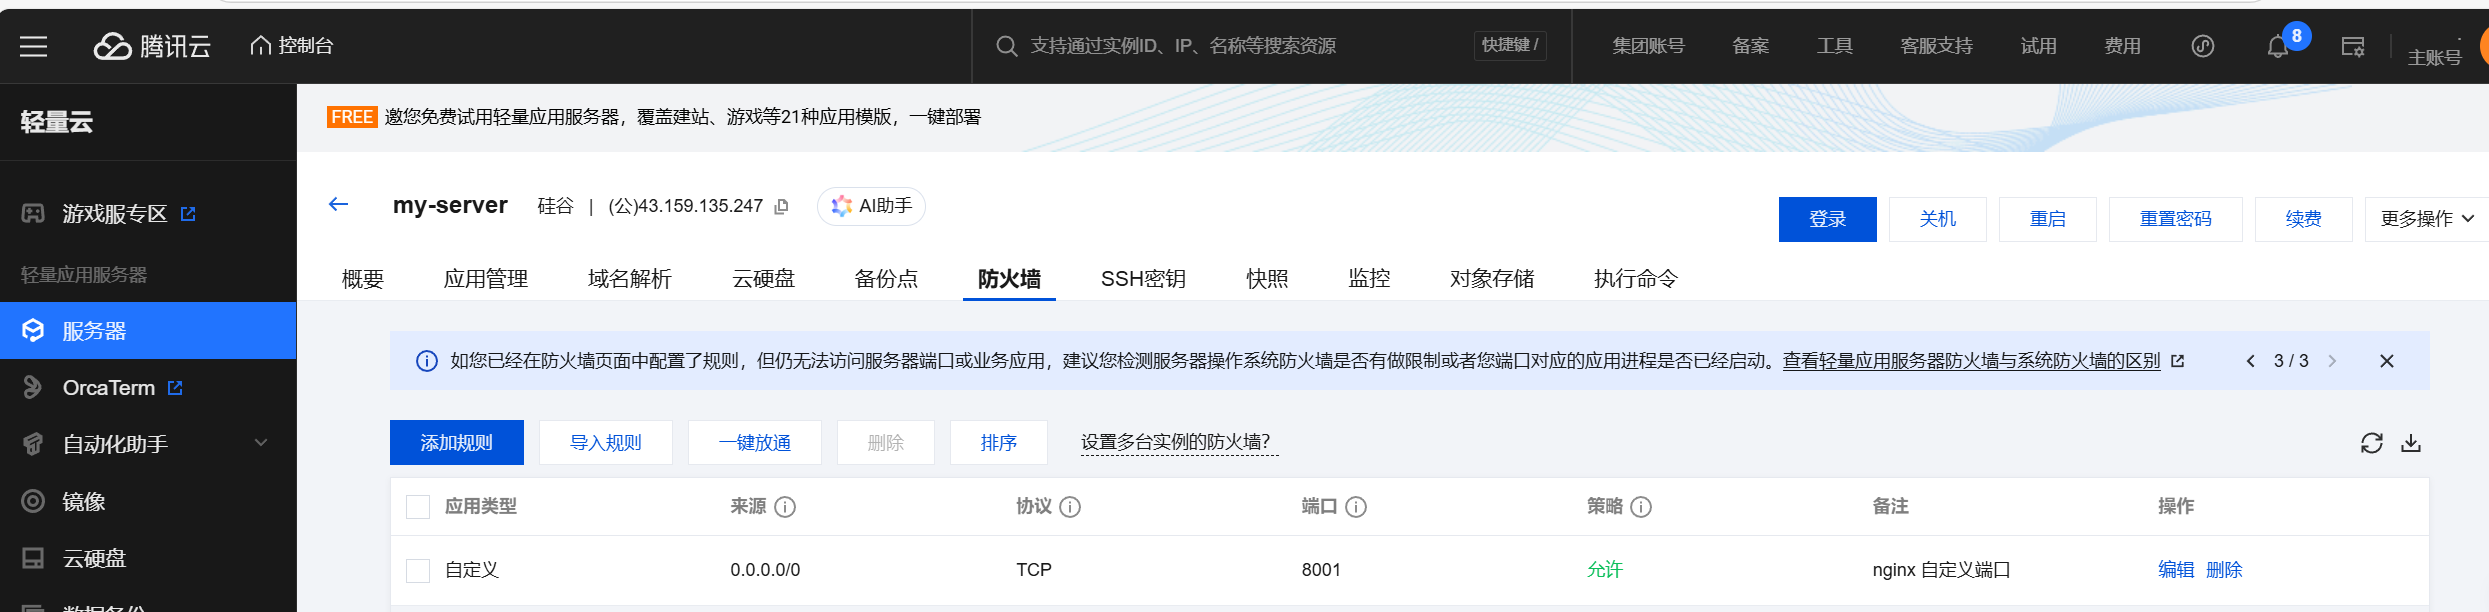 腾讯云
控制台
支持通过实例ID、IP、名称等搜索资源
快捷键 /
集团账号
备案
工具
客服支持
试用
费用
8
主账号
轻量云
游戏服专区
轻量应用服务器
服务器
OrcaTerm
自动化助手
镜像
云硬盘
数据备份
FREE 邀您免费试用轻量应用服务器，覆盖建站、游戏等21种应用模版，一键部署
my-server
硅谷 | (公)43.159.135.247
AI助手
登录
关机
重启
重置密码
续费
更多操作
概要
应用管理
域名解析
云硬盘
备份点
防火墙
SSH密钥
快照
监控
对象存储
执行命令
如您已经在防火墙页面中配置了规则，但仍无法访问服务器端口或业务应用，建议您检测服务器操作系统防火墙是否有做限制或者您端口对应的应用进程是否已经启动。查看轻量应用服务器防火墙与系统防火墙的区别
3 / 3
添加规则
导入规则
一键放通
删除
排序
设置多台实例的防火墙？
应用类型 来源 协议 端口 策略 备注 操作
自定义 0.0.0.0/0 TCP 8001 允许 nginx 自定义端口 编辑 删除